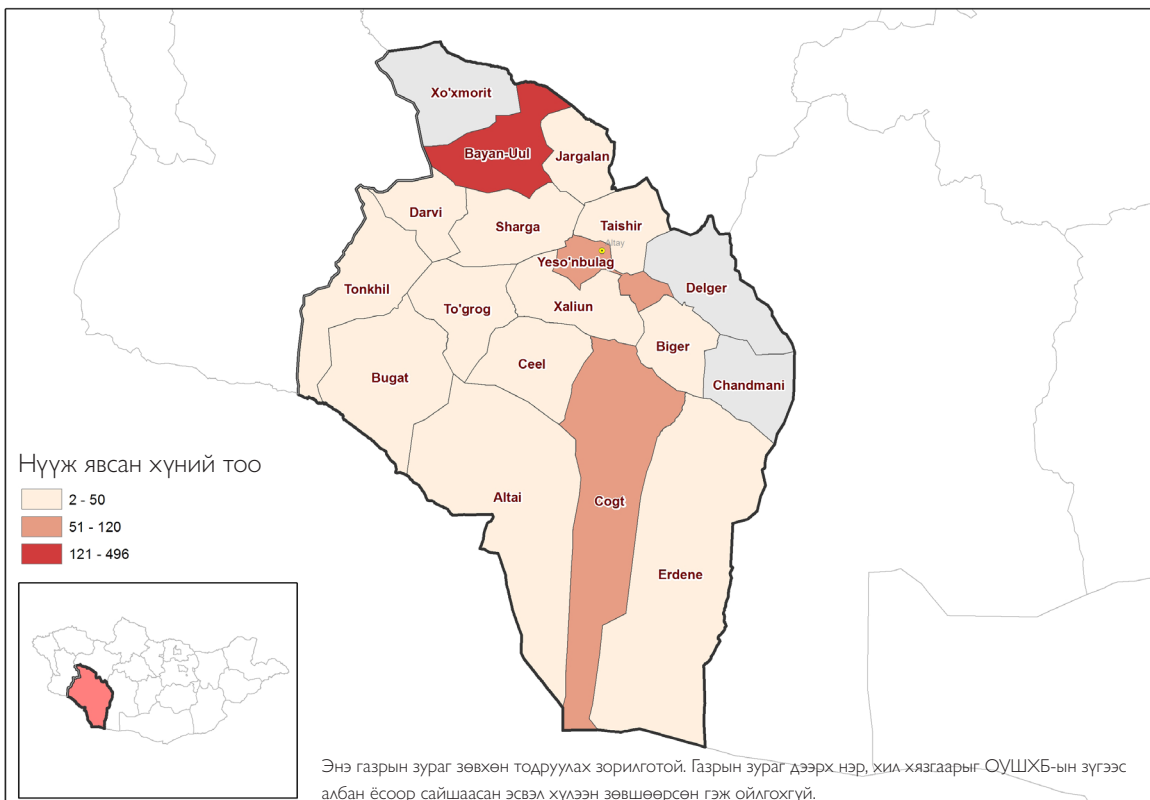 Xo'xmorit
Bayan-Uul
Jargalan
Darvi
Sharga
Taishir
Altay
Yeso'nbulag
Delger
Tonkhil
To'grog
Xaliun
Biger
Ceel
Bugat
Chandmani
Нүүж явсан хүний тоо
2 - 50
51 - 120
121 - 496
Altai
Cogt
Erdene
Энэ газрын зураг зөвхөн тодруулах зорилготой. Газрын зураг дээрх нэр, хил хязгаарыг ОУШХБ-ын зүгээс
албан ёсоор сайшаасан эсвэл хүлээн зөвшөөрсөн гэж ойлгохгүй.